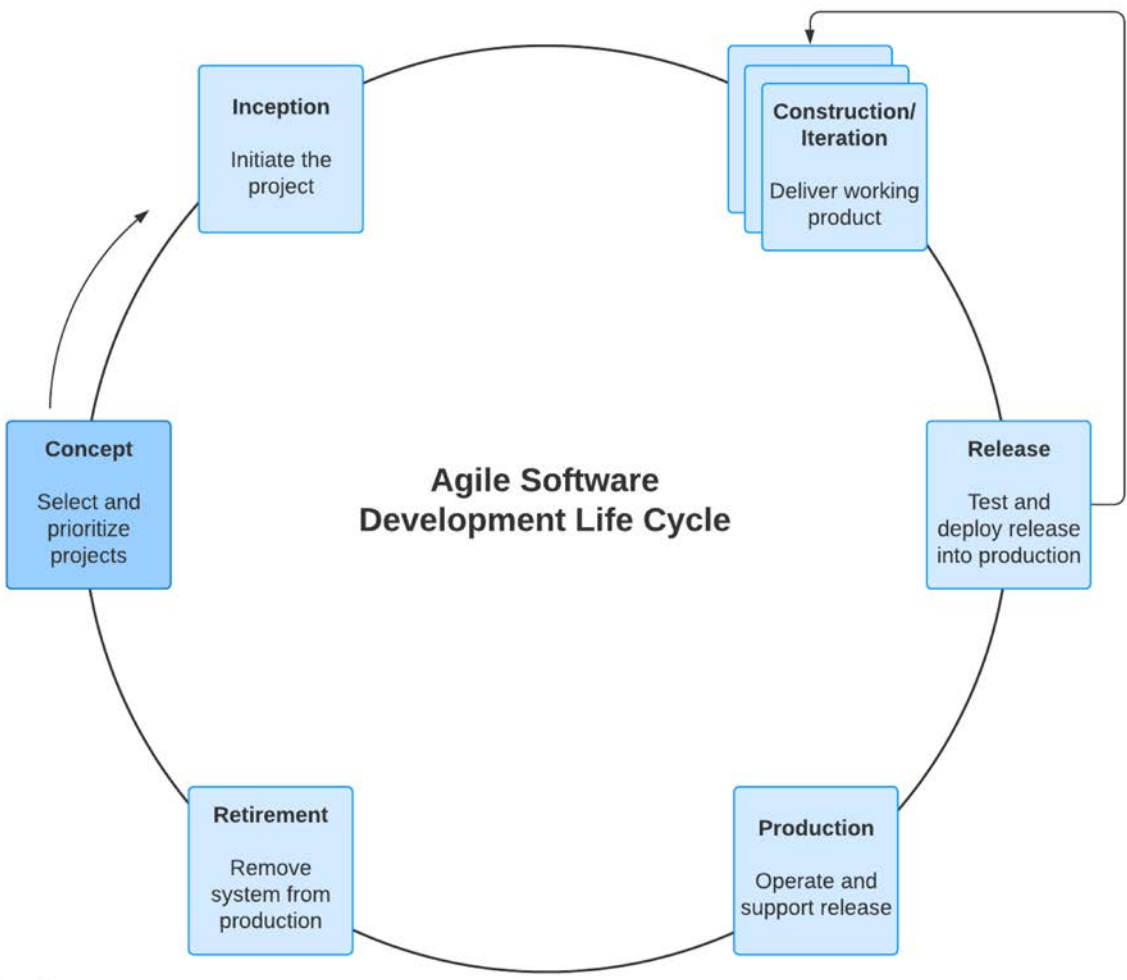 Inception
Initiate the
project
Construction/
Iteration
Deliver working
product
Concept
Select and
prioritize
projects
Agile Software
Development Life Cycle
Release
Test and
deploy release
into production
Retirement
Remove
system from
production
Production
Operate and
support release